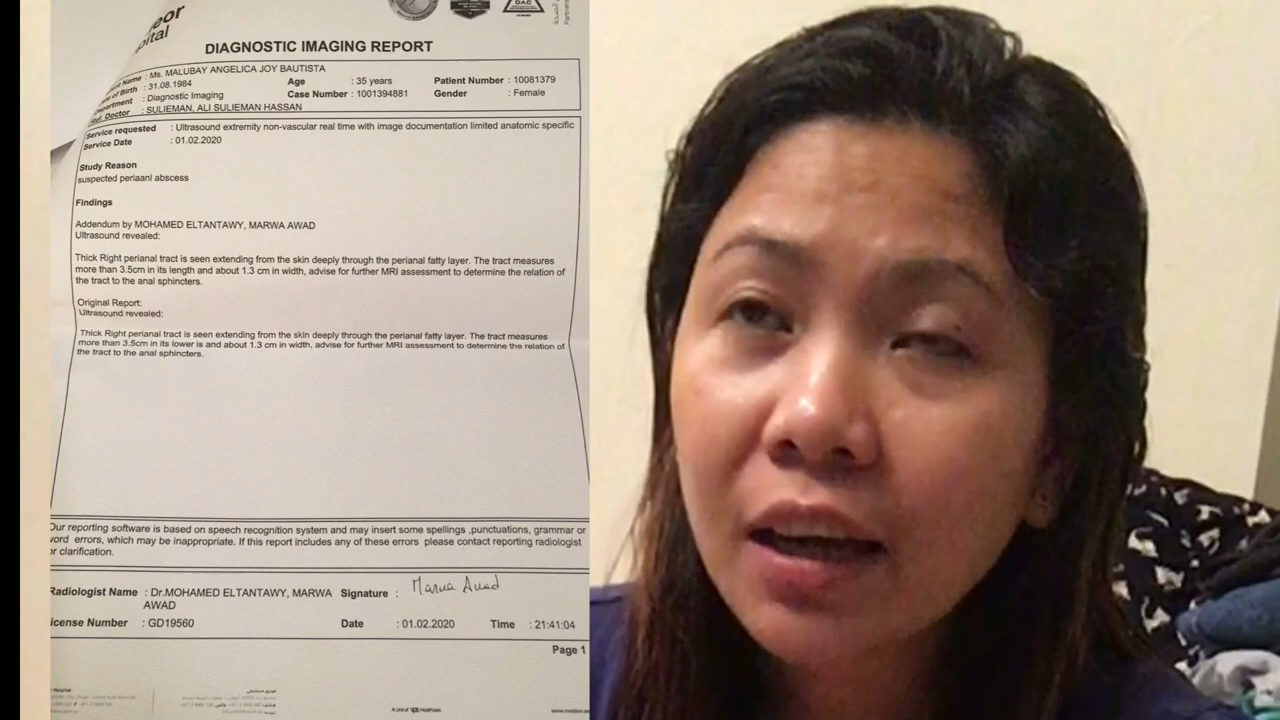 DAC
DIAGNOSTIC IMAGING REPORT
Name : Ms. MALUBAY ANGELICA JOY BAUTISTA
of Birth : 31.08.1984 Age : 35 years Patient Number : 10081379
: Diagnostic Imaging Case Number : 1001394881 Gender : Female
Ref. Doctor : SULIEMAN, ALI SULIEMAN HASSAN
Service requested : Ultrasound extremity non-vascular real time with image documentation limited anatomic specific
Service Date : 01.02.2020
Study Reason
suspected periaanl abscess
Findings
Addendum by MOHAMED ELTANTAWY, MARWA AWAD
Ultrasound revealed:
Thick Right perianal tract is seen extending from the skin deeply through the perianal fatty layer. The tract measures
more than 3.5cm in its length and about 1.3 cm in width, advise for further MRI assessment to determine the relation of
the tract to the anal sphincters.
Original Report:
Ultrasound revealed:
Thick Right perianal tract is seen extending from the skin deeply through the perianal fatty layer. The tract measures
more than 3.5cm in its lower is and about 1.3 cm in width, advise for further MRI assessment to determine the relation of
the tract to the anal sphincters.
Our reporting software is based on speech recognition system and may insert some spellings ,punctuations, grammar or
word errors, which may be inappropriate. If this report includes any of these errors please contact reporting radiologist
or clarification.
Radiologist Name : Dr.MOHAMED ELTANTAWY, MARWA Signature : Marwa Awad
AWAD
icense Number : GD19560 Date : 01.02.2020 Time : 21:41:04
Page 1
Hospital
A Unit of VPS Healthcare